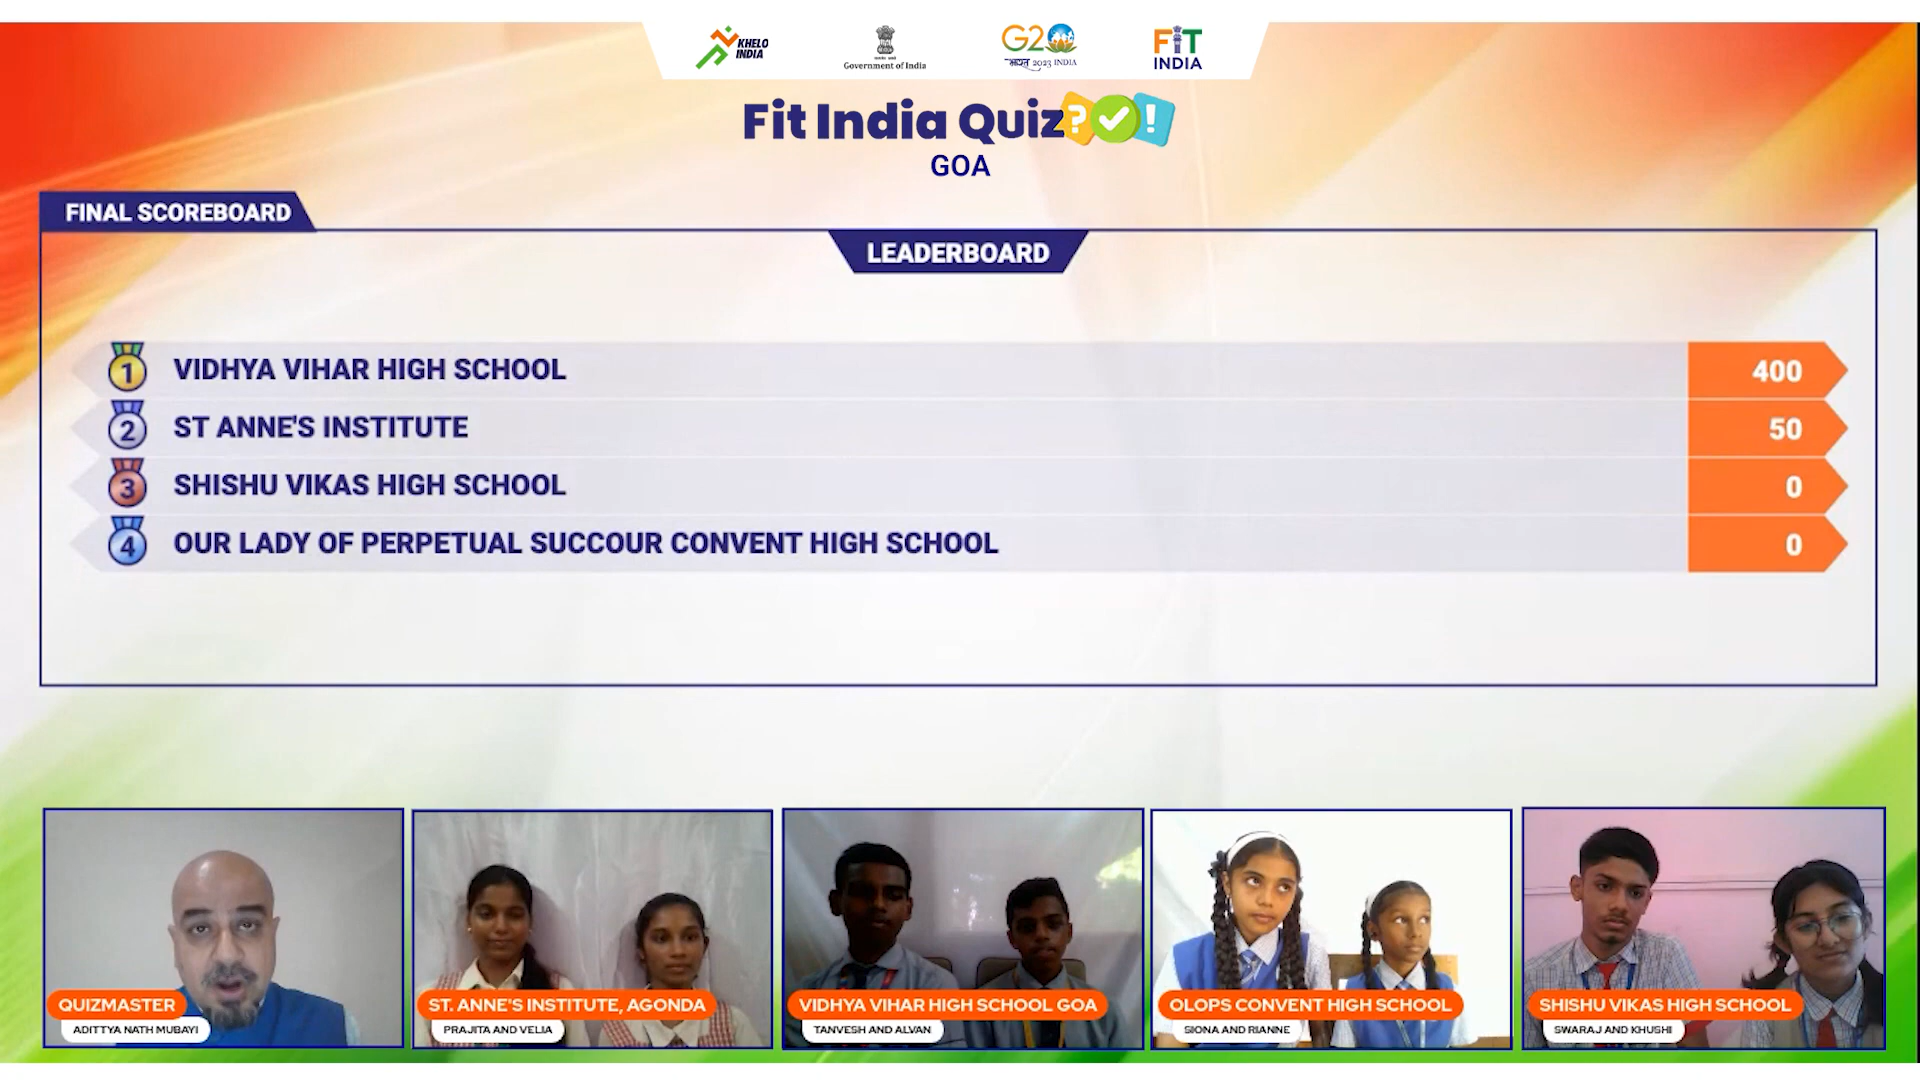 KHELO
INDIA
Government of India
G20
भारत 2023 INDIA
FIT
INDIA
Fit India Quiz?!
GOA
FINAL SCOREBOARD
LEADERBOARD
1 VIDHYA VIHAR HIGH SCHOOL 400
2 ST ANNE'S INSTITUTE 50
3 SHISHU VIKAS HIGH SCHOOL 0
4 OUR LADY OF PERPETUAL SUCCOUR CONVENT HIGH SCHOOL 0
QUIZMASTER
ADITTYA NATH MUBAYI
ST. ANNE'S INSTITUTE, AGONDA
PRAJITA AND VELIA
VIDHYA VIHAR HIGH SCHOOL GOA
TANVESH AND ALVAN
OLOPS CONVENT HIGH SCHOOL
SIONA AND RIANNE
SHISHU VIKAS HIGH SCHOOL
SWARAJ AND KHUSHI